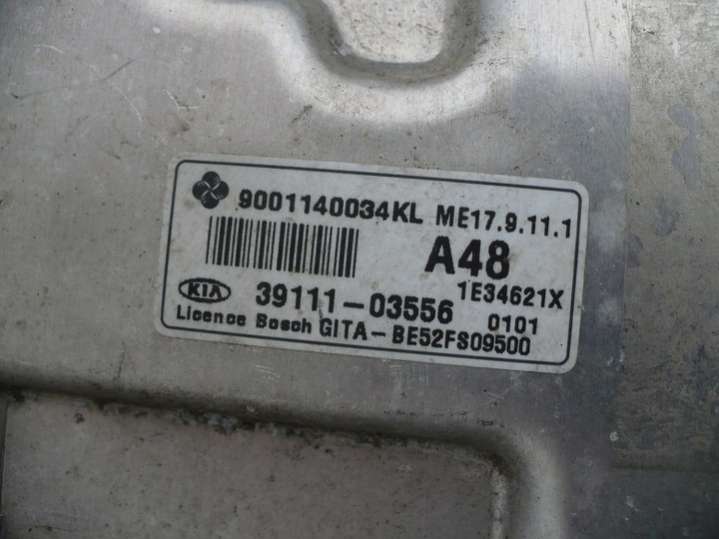 9001140034KL ME17.9.11.1
A48
1E34621X
KIA 39111-03556 0101
Licence Bosch GITA-BE52FS09500